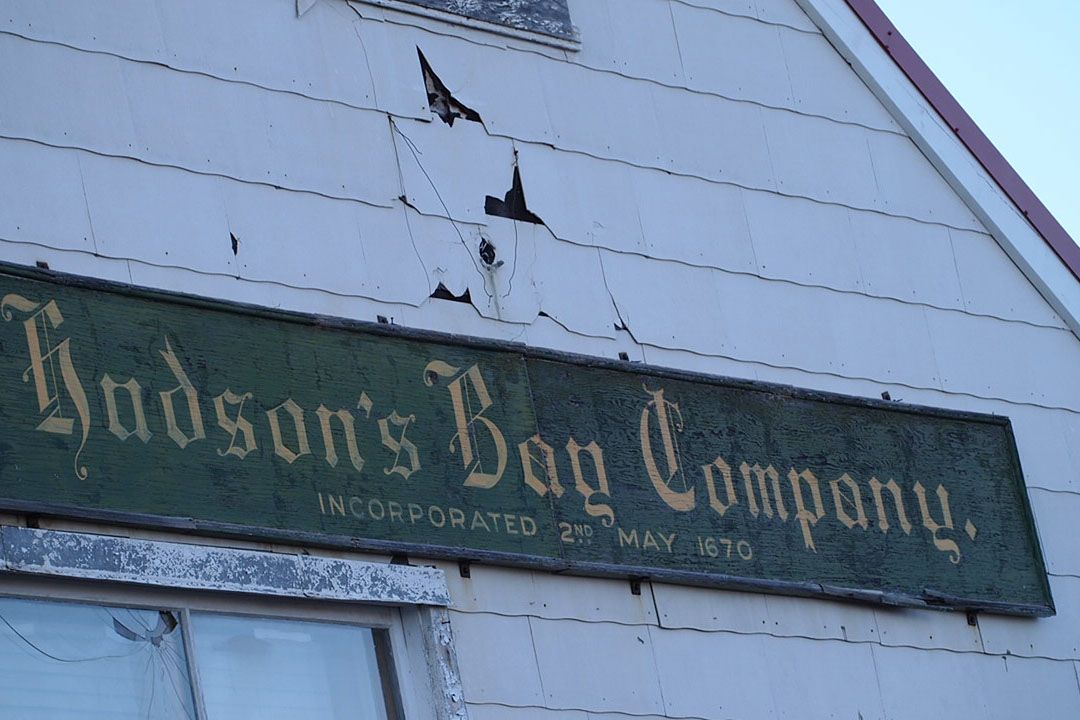 Hudson's Bay Company.
INCORPORATED 2ND MAY 1670